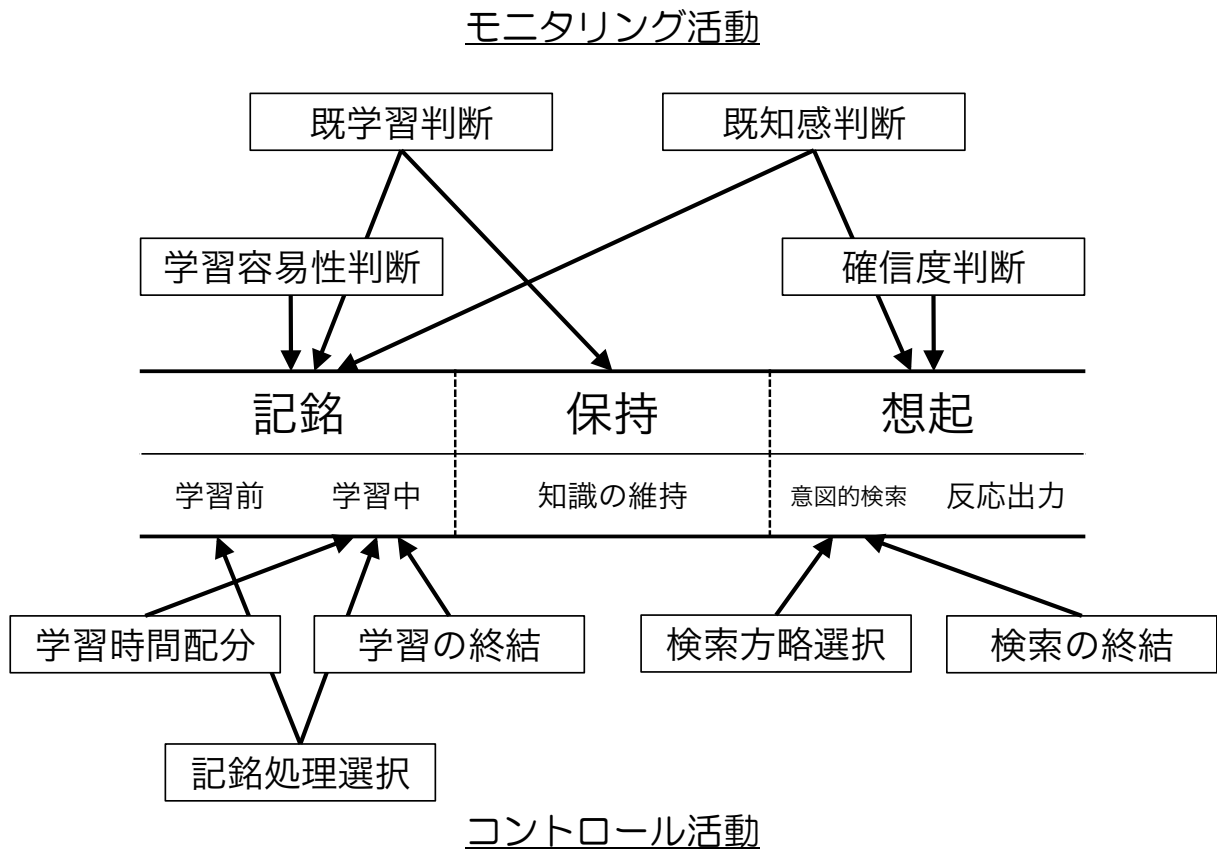 モニタリング活動
既学習判断
既知感判断
学習容易性判断
確信度判断
記銘
保持
想起
学習前
学習中
知識の維持
意図的検索
反応出力
学習時間配分
学習の終結
検索方略選択
検索の終結
記銘処理選択
コントロール活動